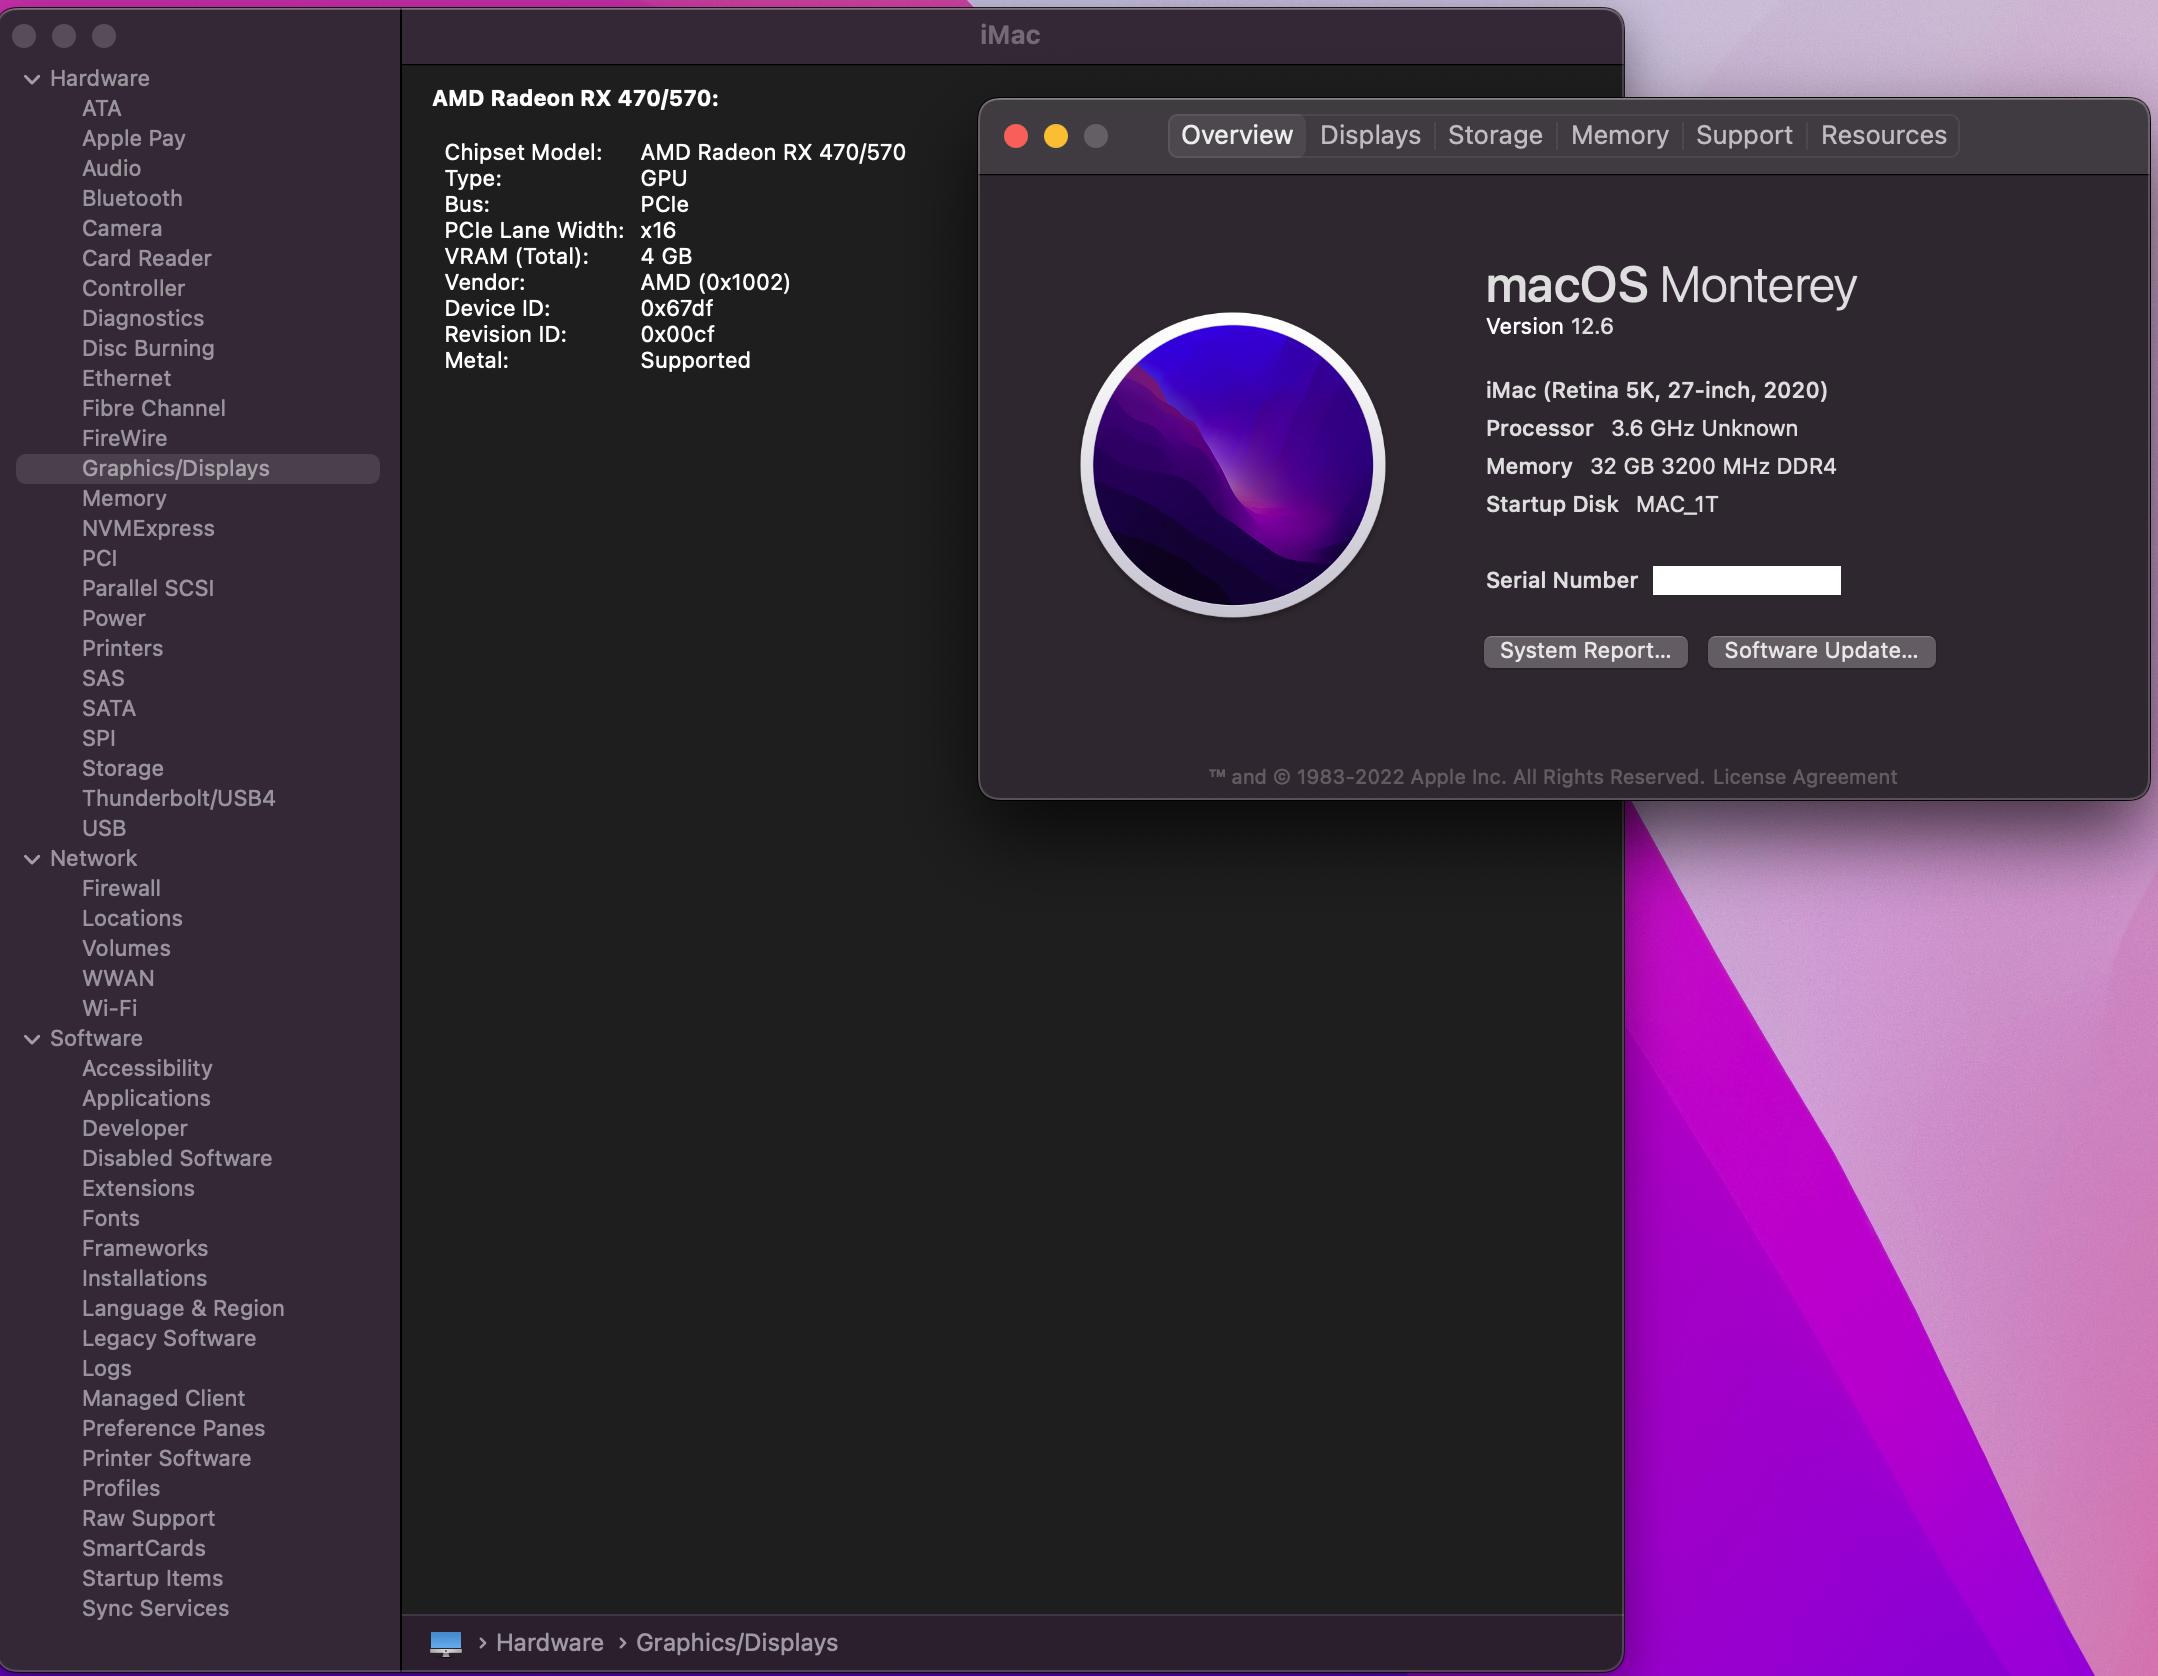 iMac
Hardware
ATA
Apple Pay
Audio
Bluetooth
Camera
Card Reader
Controller
Diagnostics
Disc Burning
Ethernet
Fibre Channel
FireWire
Graphics/Displays
Memory
NVMExpress
PCI
Parallel SCSI
Power
Printers
SAS
SATA
SPI
Storage
Thunderbolt/USB4
USB
Network
Firewall
Locations
Volumes
WWAN
Wi-Fi
Software
Accessibility
Applications
Developer
Disabled Software
Extensions
Fonts
Frameworks
Installations
Language & Region
Legacy Software
Logs
Managed Client
Preference Panes
Printer Software
Profiles
Raw Support
SmartCards
Startup Items
Sync Services
AMD Radeon RX 470/570:
Chipset Model: AMD Radeon RX 470/570
Type: GPU
Bus: PCIe
PCIe Lane Width: x16
VRAM (Total): 4 GB
Vendor: AMD (0x1002)
Device ID: 0x67df
Revision ID: 0x00cf
Metal: Supported
› Hardware › Graphics/Displays
Overview Displays Storage Memory Support Resources
macOS Monterey
Version 12.6
iMac (Retina 5K, 27-inch, 2020)
Processor 3.6 GHz Unknown
Memory 32 GB 3200 MHz DDR4
Startup Disk MAC_1T
Serial Number
System Report... Software Update...
™ and © 1983-2022 Apple Inc. All Rights Reserved. License Agreement